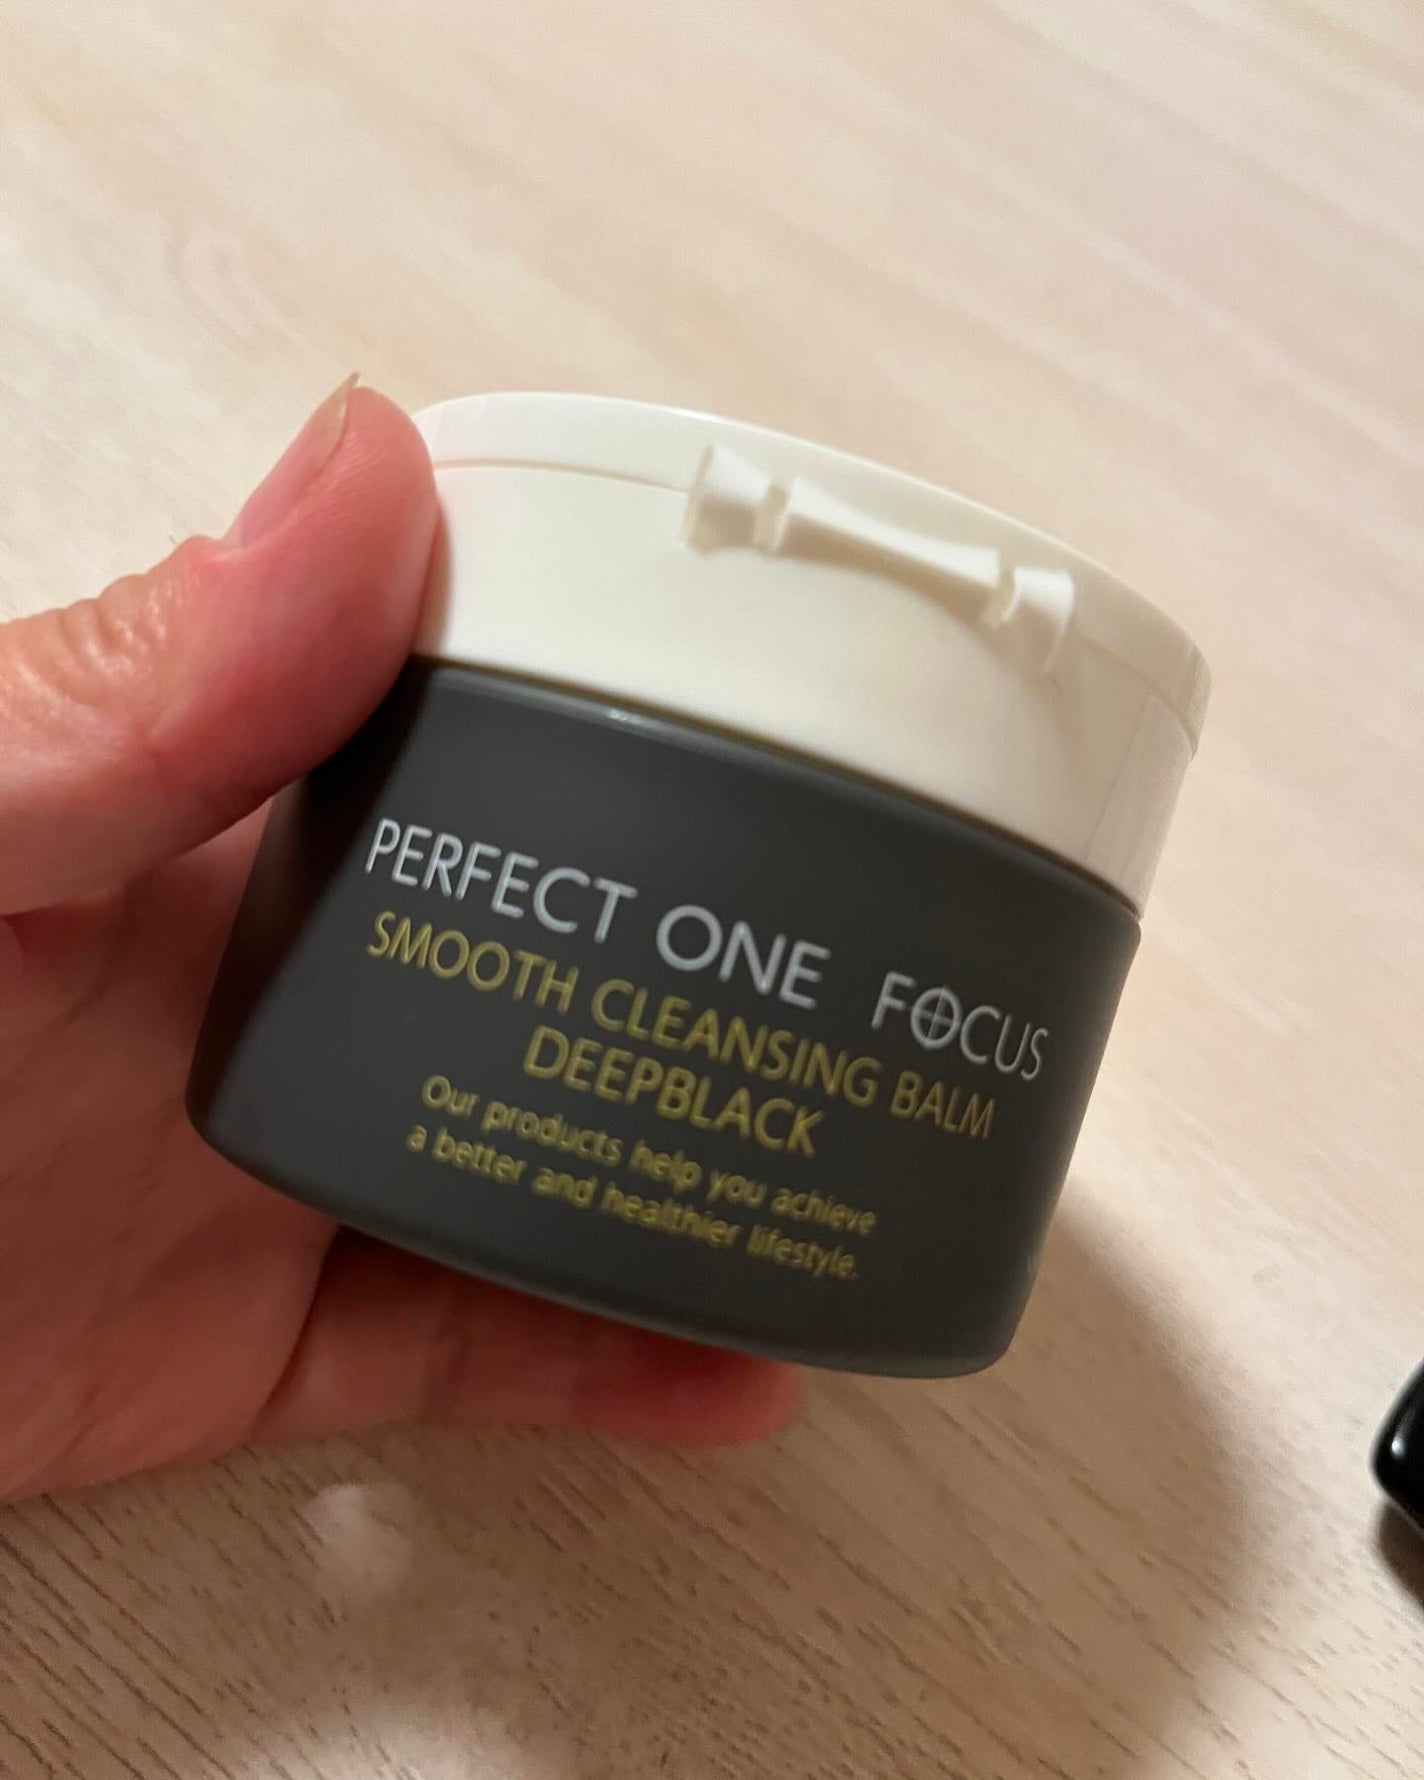 PERFECT ONE FOCUS
SMOOTH CLEANSING BALM
DEEPBLACK
Our products help you achieve
a better and healthier lifestyle.